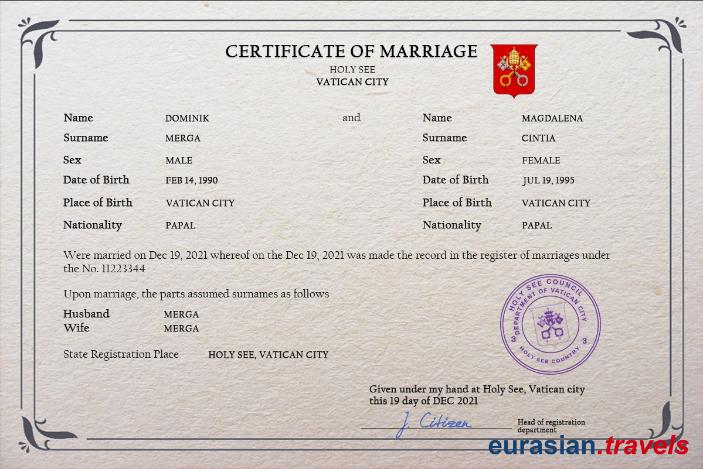 CERTIFICATE OF MARRIAGE
HOLY SEE
VATICAN CITY
Name DOMINIK and Name MAGDALENA
Surname MERGA Surname CINTIA
Sex MALE Sex FEMALE
Date of Birth FEB 14, 1990 Date of Birth JUL 19, 1995
Place of Birth VATICAN CITY Place of Birth VATICAN CITY
Nationality PAPAL Nationality PAPAL
Were married on Dec 19, 2021 whereof on the Dec 19, 2021 was made the record in the register of marriages under
the No. 11223344
Upon marriage, the parts assumed surnames as follows
Husband MERGA
Wife MERGA
State Registration Place HOLY SEE, VATICAN CITY
HOLY SEE COUNCIL
DEPARTMENT OF VATICAN CITY
3 3
HOLY SEE COUNTRY
Given under my hand at Holy See, Vatican city
this 19 day of DEC 2021
J. Citizen
Head of registration
department
eurasian.travels